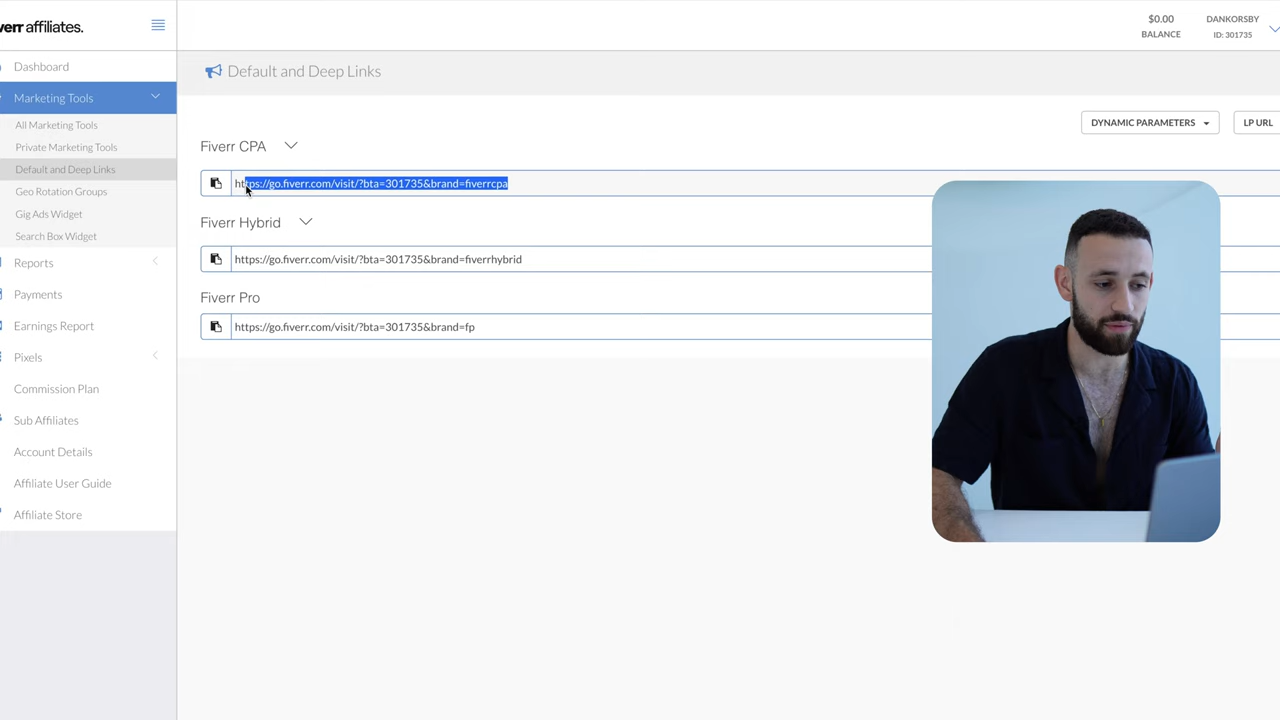 verr affiliates.
$0.00
BALANCE
DANKORSBY
ID: 301735
Dashboard
Marketing Tools
All Marketing Tools
Private Marketing Tools
Default and Deep Links
Geo Rotation Groups
Gig Ads Widget
Search Box Widget
Reports
Payments
Earnings Report
Pixels
Commission Plan
Sub Affiliates
Account Details
Affiliate User Guide
Affiliate Store
Default and Deep Links
DYNAMIC PARAMETERS
LP URL
Fiverr CPA
https://go.fiverr.com/visit/?bta=301735&brand=fiverrcpa
Fiverr Hybrid
https://go.fiverr.com/visit/?bta=301735&brand=fiverrhybrid
Fiverr Pro
https://go.fiverr.com/visit/?bta=301735&brand=fp